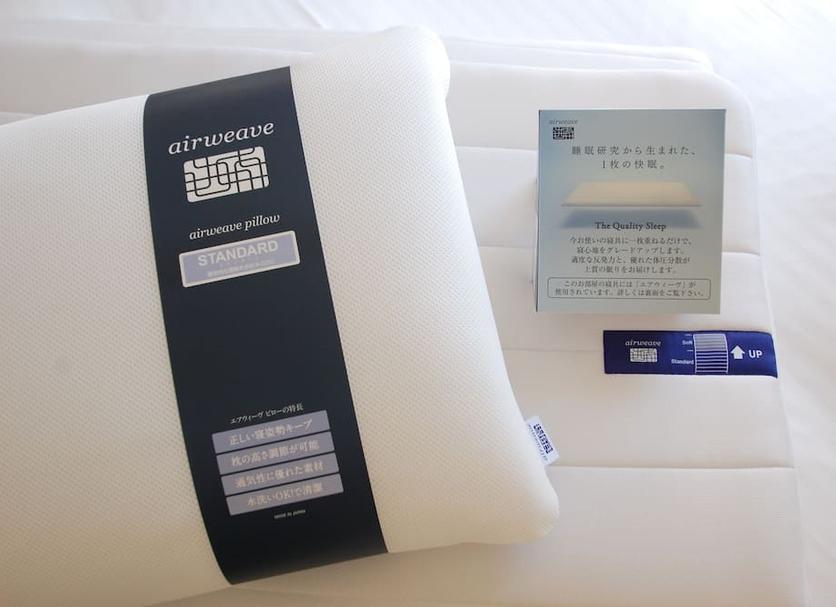 airweave
airweave pillow
STANDARD
エアウィーヴ ピローの特長
正しい寝姿勢キープ
枕の高さ調節が可能
通気性に優れた素材
水洗いOK!で清潔
MADE IN JAPAN
airweave
睡眠研究から生まれた、
1枚の快眠。
The Quality Sleep
今お使いの寝具に一枚重ねるだけで、
寝心地をグレードアップします。
適度な反発力と、優れた体圧分散が
上質の眠りをお届けします。
このお部屋の寝具には「エアウィーヴ」が
使用されています。詳しくは裏面をご覧下さい。
airweave
Soft
Standard
UP
airweave